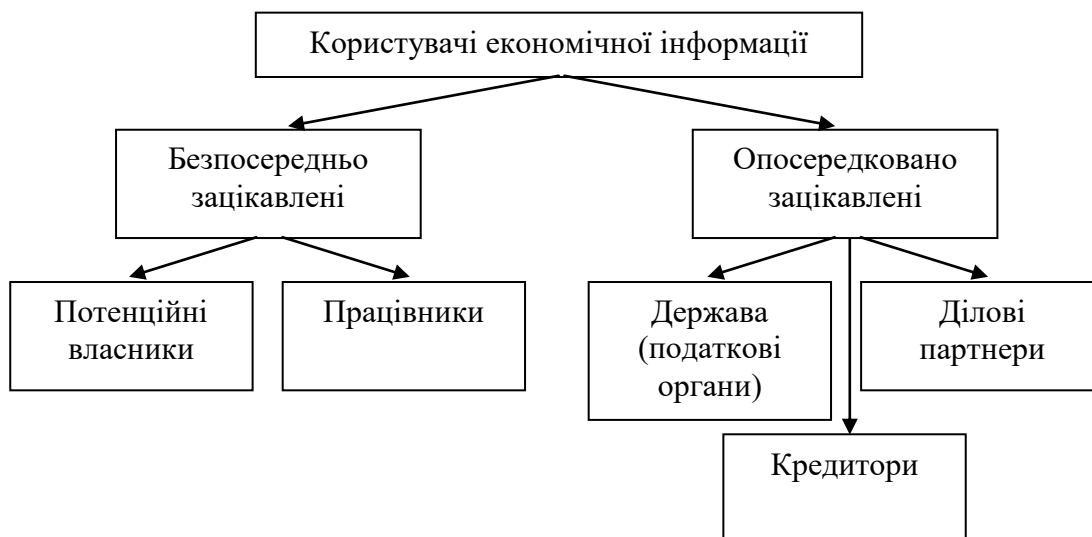 Користувачі економічної інформації
Безпосередньо
зацікавлені
Опосередковано
зацікавлені
Потенційні
власники
Працівники
Держава
(податкові
органи)
Ділові
партнери
Кредитори